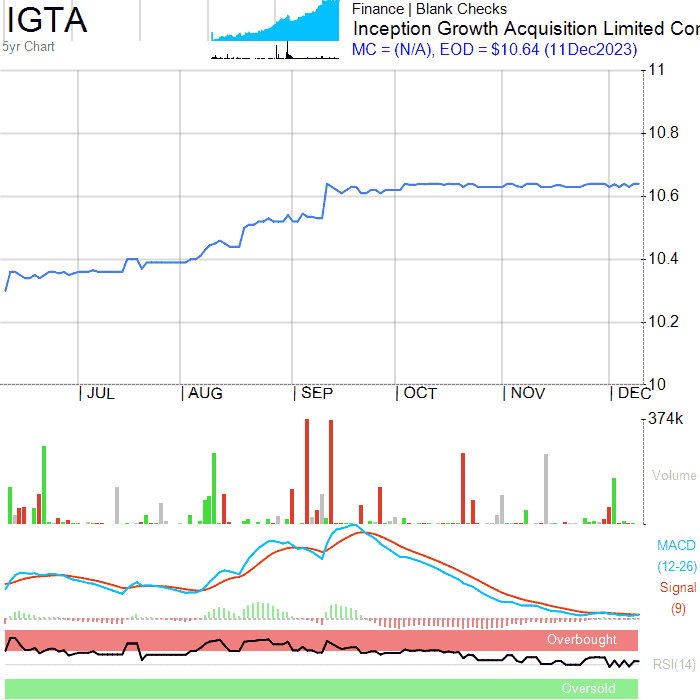 IGTA
5yr Chart
Finance | Blank Checks
Inception Growth Acquisition Limited Cor
MC = (N/A), EOD = $10.64 (11Dec2023)
11
10.8
10.6
10.4
10.2
10
| JUL | AUG | SEP | OCT | NOV | DEC
374k
Volume
MACD
(12-26)
Signal
(9)
Overbought
RSI(14)
Oversold